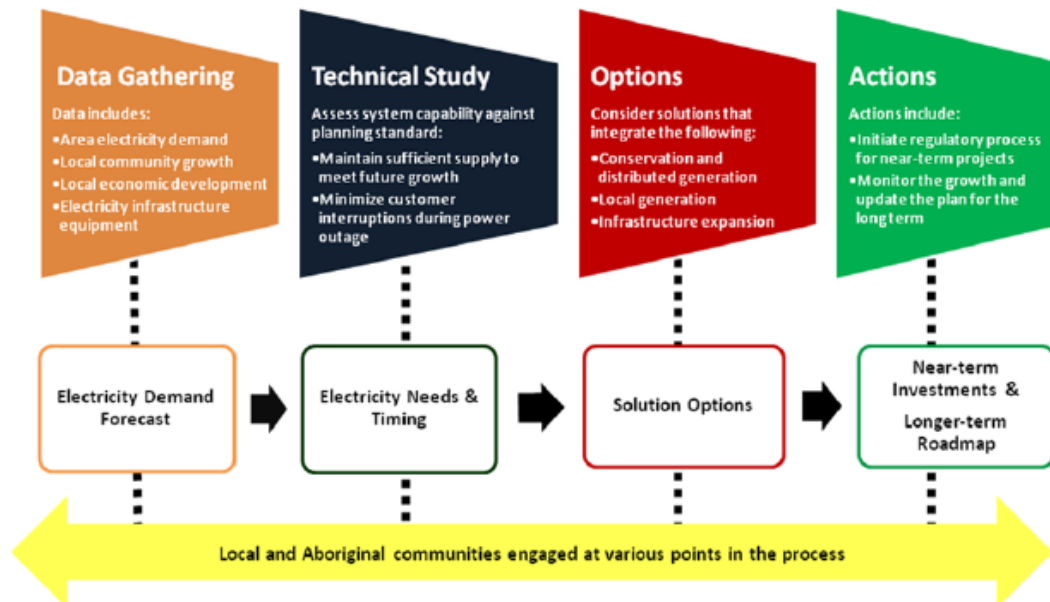 Data Gathering
Data includes:
•Area electricity demand
•Local community growth
•Local economic development
•Electricity infrastructure
equipment
Technical Study
Assess system capability against
planning standard:
•Maintain sufficient supply to
meet future growth
•Minimize customer
interruptions during power
outage
Options
Consider solutions that
integrate the following:
•Conservation and
distributed generation
•Local generation
•Infrastructure expansion
Actions
Actions include:
•Initiate regulatory process
for near-term projects
•Monitor the growth and
update the plan for the
long term
Electricity Demand
Forecast
Electricity Needs &
Timing
Solution Options
Near-term
Investments &
Longer-term
Roadmap
Local and Aboriginal communities engaged at various points in the process